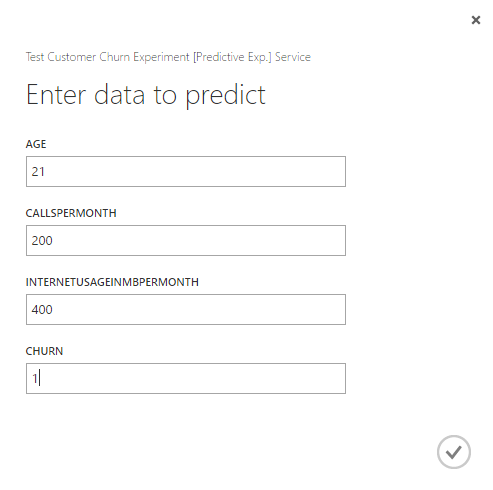 Test Customer Churn Experiment [Predictive Exp.] Service
Enter data to predict
AGE
21
CALLSPERMONTH
200
INTERNETUSAGEINMBPERMONTH
400
CHURN
1